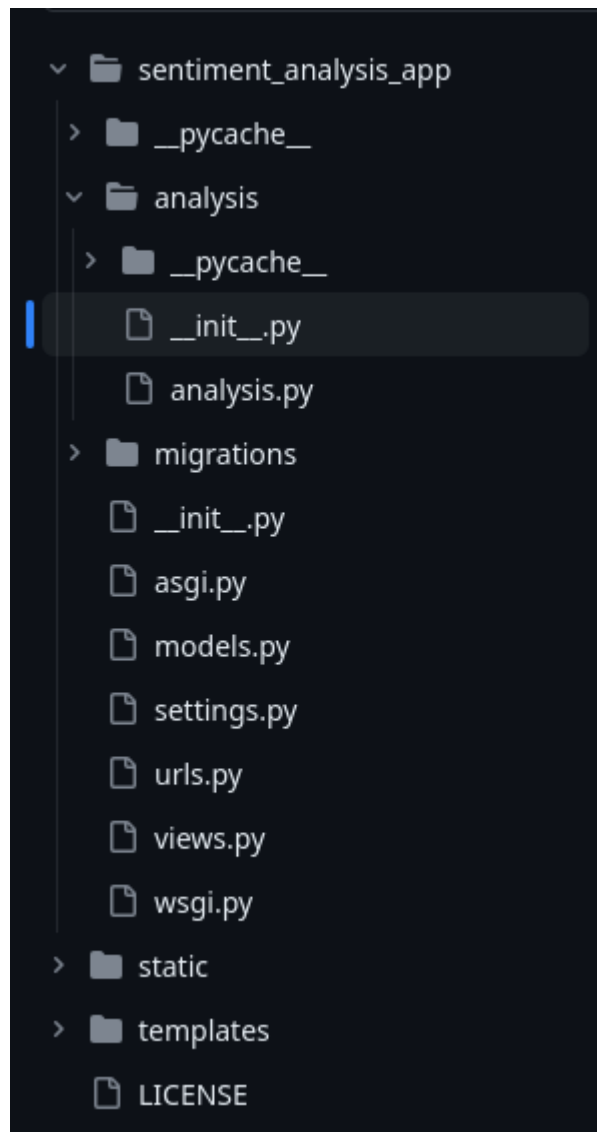 sentiment_analysis_app
__pycache__
analysis
__pycache__
__init__.py
analysis.py
migrations
__init__.py
asgi.py
models.py
settings.py
urls.py
views.py
wsgi.py
static
templates
LICENSE